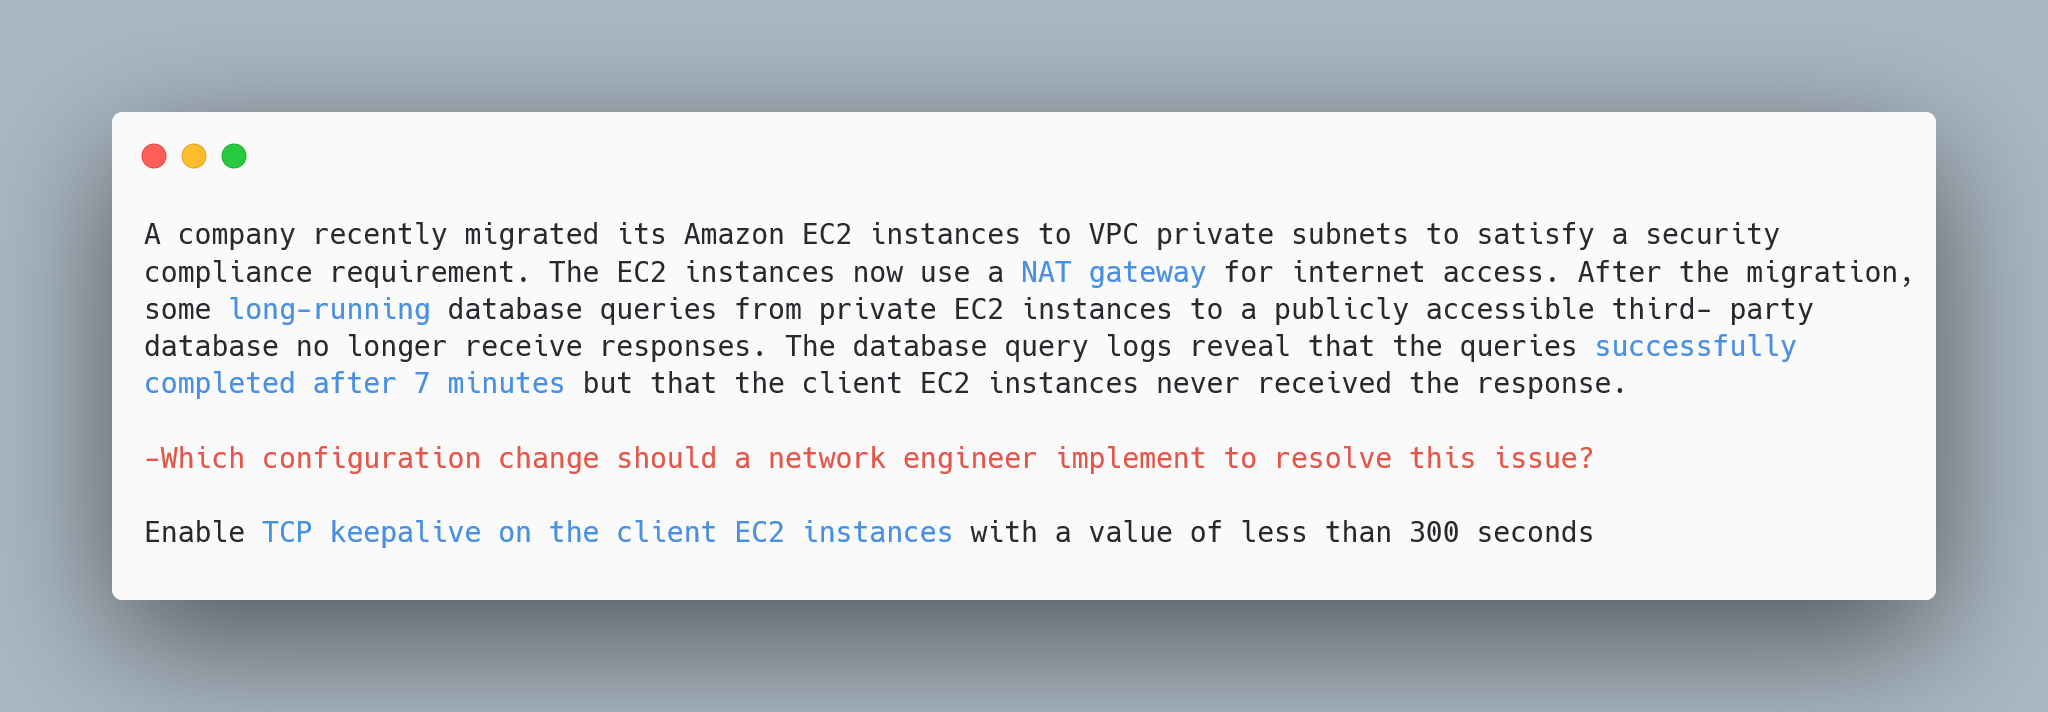 A company recently migrated its Amazon EC2 instances to VPC private subnets to satisfy a security
compliance requirement. The EC2 instances now use a NAT gateway for internet access. After the migration,
some long-running database queries from private EC2 instances to a publicly accessible third- party
database no longer receive responses. The database query logs reveal that the queries successfully
completed after 7 minutes but that the client EC2 instances never received the response.
-Which configuration change should a network engineer implement to resolve this issue?
Enable TCP keepalive on the client EC2 instances with a value of less than 300 seconds